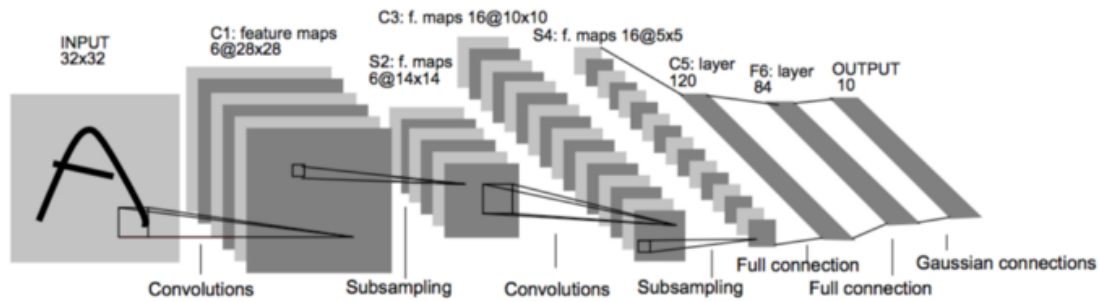 INPUT
32x32
C1: feature maps
6@28x28
S2: f. maps
6@14x14
C3: f. maps 16@10x10
S4: f. maps 16@5x5
C5: layer
120
F6: layer
84
OUTPUT
10
Convolutions
Subsampling
Convolutions
Subsampling
Full connection
Full connection
Gaussian connections
A